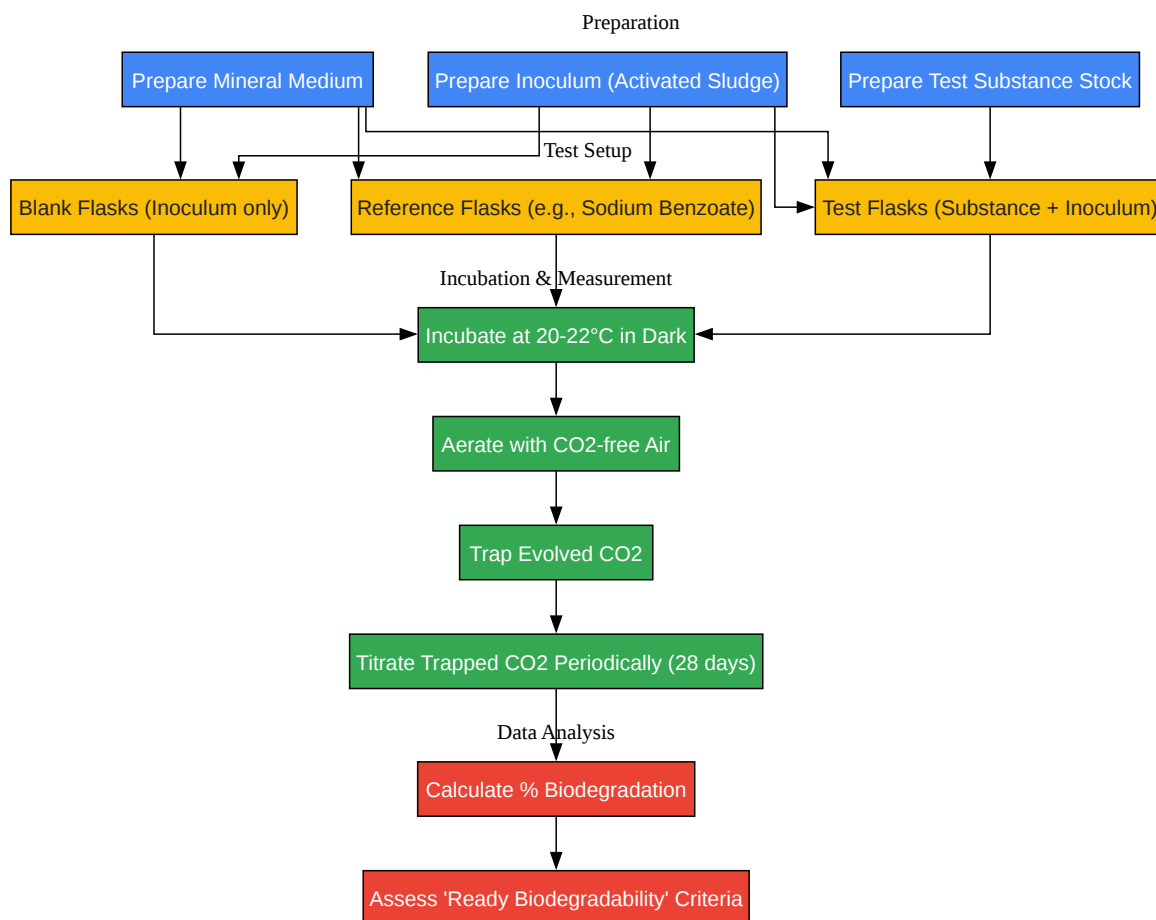 Preparation
Prepare Mineral Medium
Prepare Inoculum (Activated Sludge)
Prepare Test Substance Stock
Test Setup
Blank Flasks (Inoculum only)
Reference Flasks (e.g., Sodium Benzoate)
Test Flasks (Substance + Inoculum)
Incubation & Measurement
Incubate at 20-22°C in Dark
Aerate with CO2-free Air
Trap Evolved CO2
Titrate Trapped CO2 Periodically (28 days)
Data Analysis
Calculate % Biodegradation
Assess 'Ready Biodegradability' Criteria